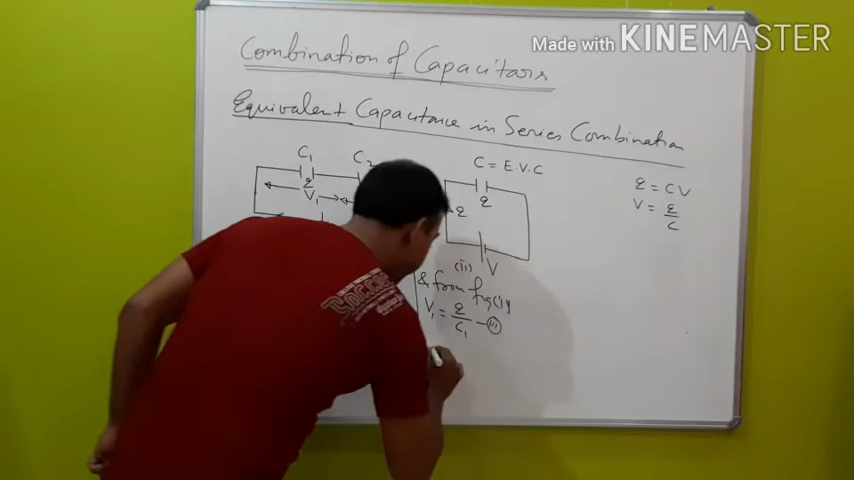 Made with KINEMASTER
Combination of Capacitors
Equivalent Capacitance in Series Combination
C1 C2
q
V1
C = E.V.C
q q
(ii) V
q = CV
V = q/C
& from fig(i)
V1 = q/C1 —(iii)
SOCCER